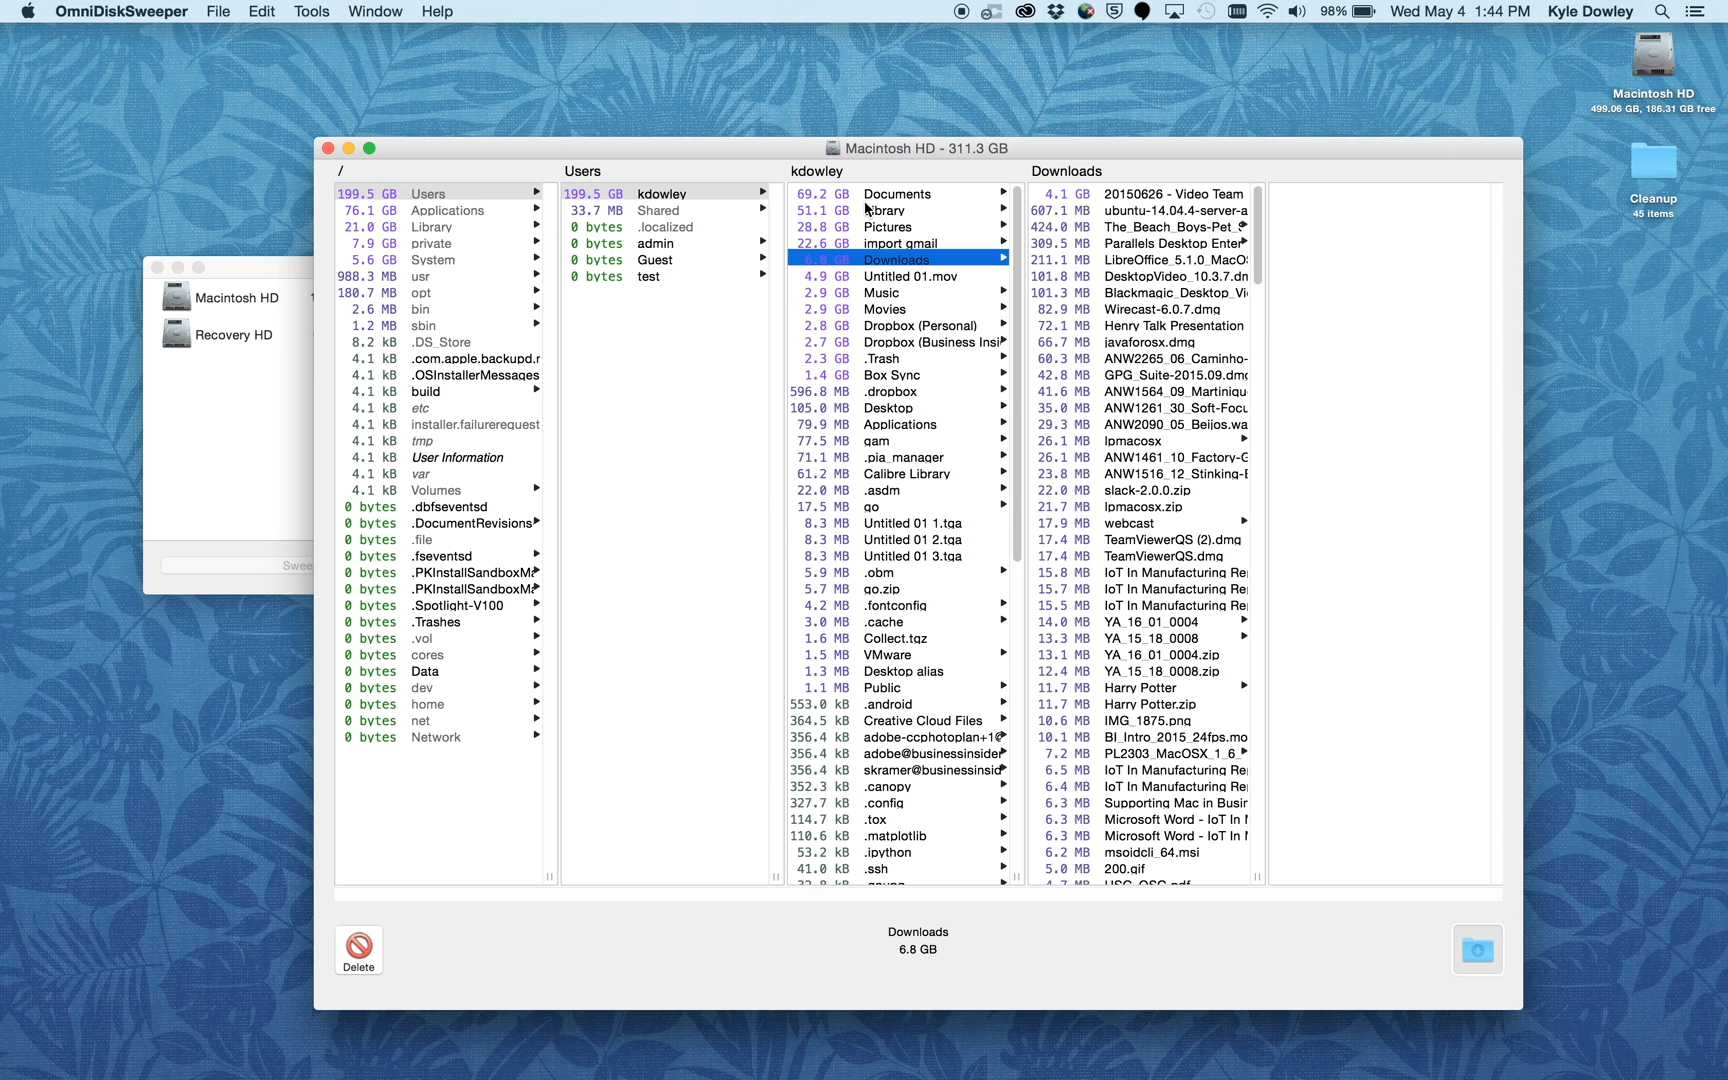 OmniDiskSweeper File Edit Tools Window Help 98% Wed May 4 1:44 PM Kyle Dowley
Macintosh HD
499.06 GB, 186.31 GB free
Cleanup
45 items
Macintosh HD
Recovery HD
Macintosh HD - 311.3 GB
/
199.5 GB Users
76.1 GB Applications
21.0 GB Library
7.9 GB private
5.6 GB System
988.3 MB usr
180.7 MB opt
2.6 MB bin
1.2 MB sbin
8.2 kB .DS_Store
4.1 kB .com.apple.backupd.r
4.1 kB .OSInstallerMessages
4.1 kB build
4.1 kB etc
4.1 kB installer.failurerequest
4.1 kB tmp
4.1 kB User Information
4.1 kB var
4.1 kB Volumes
0 bytes .dbfseventsd
0 bytes .DocumentRevisions
0 bytes .file
0 bytes .fseventsd
0 bytes .PKInstallSandboxMa
0 bytes .PKInstallSandboxMa
0 bytes .Spotlight-V100
0 bytes .Trashes
0 bytes .vol
0 bytes cores
0 bytes Data
0 bytes dev
0 bytes home
0 bytes net
0 bytes Network
Users
199.5 GB kdowley
33.7 MB Shared
0 bytes .localized
0 bytes admin
0 bytes Guest
0 bytes test
kdowley
69.2 GB Documents
51.1 GB Library
28.8 GB Pictures
22.6 GB import gmail
6.8 GB Downloads
4.9 GB Untitled 01.mov
2.9 GB Music
2.9 GB Movies
2.8 GB Dropbox (Personal)
2.7 GB Dropbox (Business Insi
2.3 GB .Trash
1.4 GB Box Sync
596.8 MB .dropbox
105.0 MB Desktop
79.9 MB Applications
77.5 MB gam
71.1 MB .pia_manager
61.2 MB Calibre Library
22.0 MB .asdm
17.5 MB go
8.3 MB Untitled 01 1.tga
8.3 MB Untitled 01 2.tga
8.3 MB Untitled 01 3.tga
5.9 MB .obm
5.7 MB go.zip
4.2 MB .fontconfig
3.0 MB .cache
1.6 MB Collect.tgz
1.5 MB VMware
1.3 MB Desktop alias
1.1 MB Public
553.0 kB .android
364.5 kB Creative Cloud Files
356.4 kB adobe-ccphotoplan+1@
356.4 kB adobe@businessinsider
356.4 kB skramer@businessinsid
352.3 kB .canopy
327.7 kB .config
114.7 kB .tox
110.6 kB .matplotlib
53.2 kB .ipython
41.0 kB .ssh
32.8 kB .gnupg
Downloads
4.1 GB 20150626 - Video Team
607.1 MB ubuntu-14.04.4-server-a
424.0 MB The_Beach_Boys-Pet_S
309.5 MB Parallels Desktop Enter
211.1 MB LibreOffice_5.1.0_MacO
101.8 MB DesktopVideo_10.3.7.dm
101.3 MB Blackmagic_Desktop_Vi
82.9 MB Wirecast-6.0.7.dmg
72.1 MB Henry Talk Presentation
66.7 MB javaforosx.dmg
60.3 MB ANW2265_06_Caminho-
42.8 MB GPG_Suite-2015.09.dmg
41.6 MB ANW1564_09_Martiniqu
35.0 MB ANW1261_30_Soft-Focu
29.3 MB ANW2090_05_Beijos.wa
26.1 MB lpmacosx
26.1 MB ANW1461_10_Factory-G
23.8 MB ANW1516_12_Stinking-E
22.0 MB slack-2.0.0.zip
21.7 MB lpmacosx.zip
17.9 MB webcast
17.4 MB TeamViewerQS (2).dmg
17.4 MB TeamViewerQS.dmg
15.8 MB IoT In Manufacturing Re
15.7 MB IoT In Manufacturing Re
15.5 MB IoT In Manufacturing Re
14.0 MB YA_16_01_0004
13.3 MB YA_15_18_0008
13.1 MB YA_16_01_0004.zip
12.4 MB YA_15_18_0008.zip
11.7 MB Harry Potter
11.7 MB Harry Potter.zip
10.6 MB IMG_1875.png
10.1 MB BI_Intro_2015_24fps.mo
7.2 MB PL2303_MacOSX_1_6_
6.5 MB IoT In Manufacturing Re
6.4 MB IoT In Manufacturing Re
6.3 MB Supporting Mac in Busir
6.3 MB Microsoft Word - IoT In
6.3 MB Microsoft Word - IoT In
6.2 MB msoidcli_64.msi
5.0 MB 200.gif
4.7 MB USC_OSC.pdf
Swee
Delete
Downloads
6.8 GB